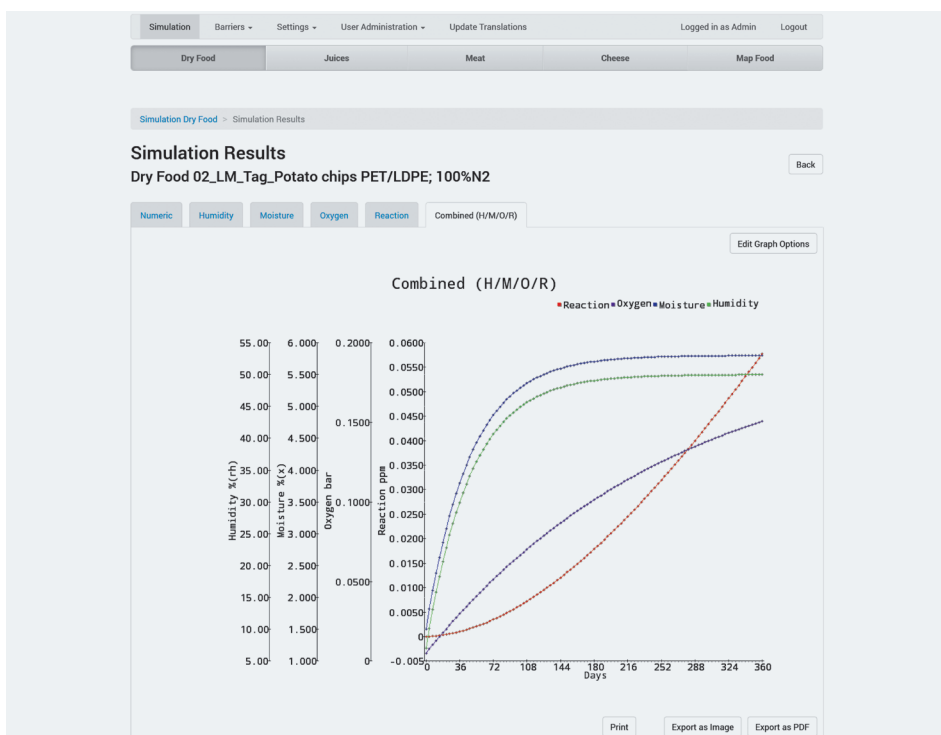 Simulation Barriers Settings User Administration Update Translations Logged in as Admin Logout
Dry Food Juices Meat Cheese Map Food
Simulation Dry Food > Simulation Results
Simulation Results
Back
Dry Food 02_LM_Tag_Potato chips PET/LDPE; 100%N2
Numeric Humidity Moisture Oxygen Reaction Combined (H/M/O/R)
Edit Graph Options
Combined (H/M/O/R)
Reaction Oxygen Moisture Humidity
Humidity %(rh)
55.00
50.00
45.00
40.00
35.00
30.00
25.00
20.00
15.00
10.00
5.00
Moisture %(x)
6.000
5.500
5.000
4.500
4.000
3.500
3.000
2.500
2.000
1.500
1.000
Oxygen bar
0.2000
0.1500
0.1000
0.0500
0
Reaction ppm
0.0600
0.0550
0.0500
0.0450
0.0400
0.0350
0.0300
0.0250
0.0200
0.0150
0.0100
0.0050
0
-0.005
0 36 72 108 144 180 216 252 288 324 360
Days
Print Export as Image Export as PDF